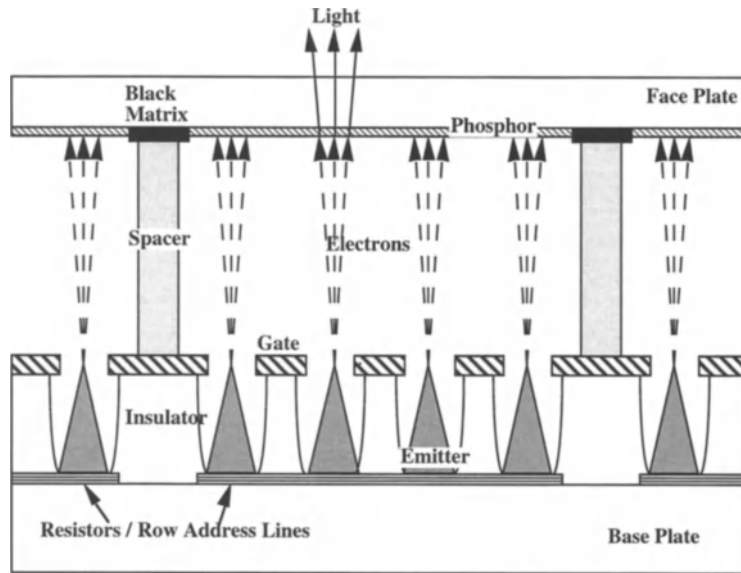 Light
Black
Matrix
Face Plate
Phosphor
Spacer
Electrons
Gate
Insulator
Emitter
Resistors / Row Address Lines
Base Plate